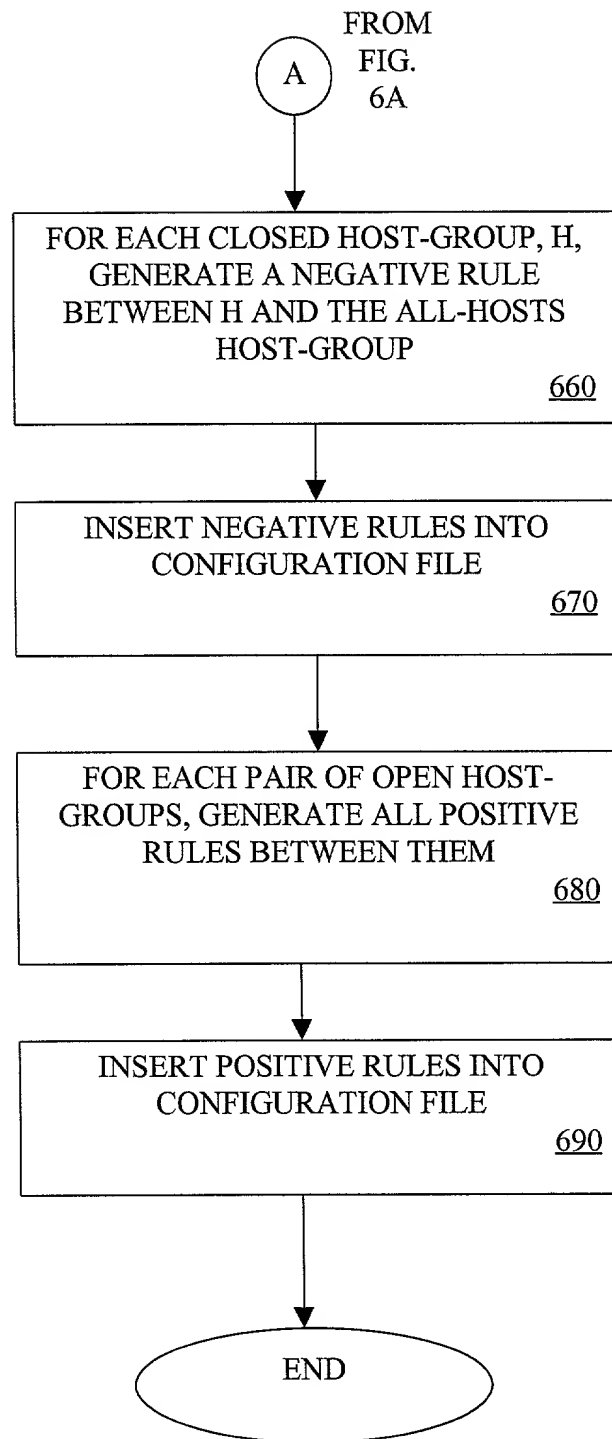 FROM
FIG.
6A
A
FOR EACH CLOSED HOST-GROUP, H,
GENERATE A NEGATIVE RULE
BETWEEN H AND THE ALL-HOSTS
HOST-GROUP
660
INSERT NEGATIVE RULES INTO
CONFIGURATION FILE
670
FOR EACH PAIR OF OPEN HOST-
GROUPS, GENERATE ALL POSITIVE
RULES BETWEEN THEM
680
INSERT POSITIVE RULES INTO
CONFIGURATION FILE
690
END